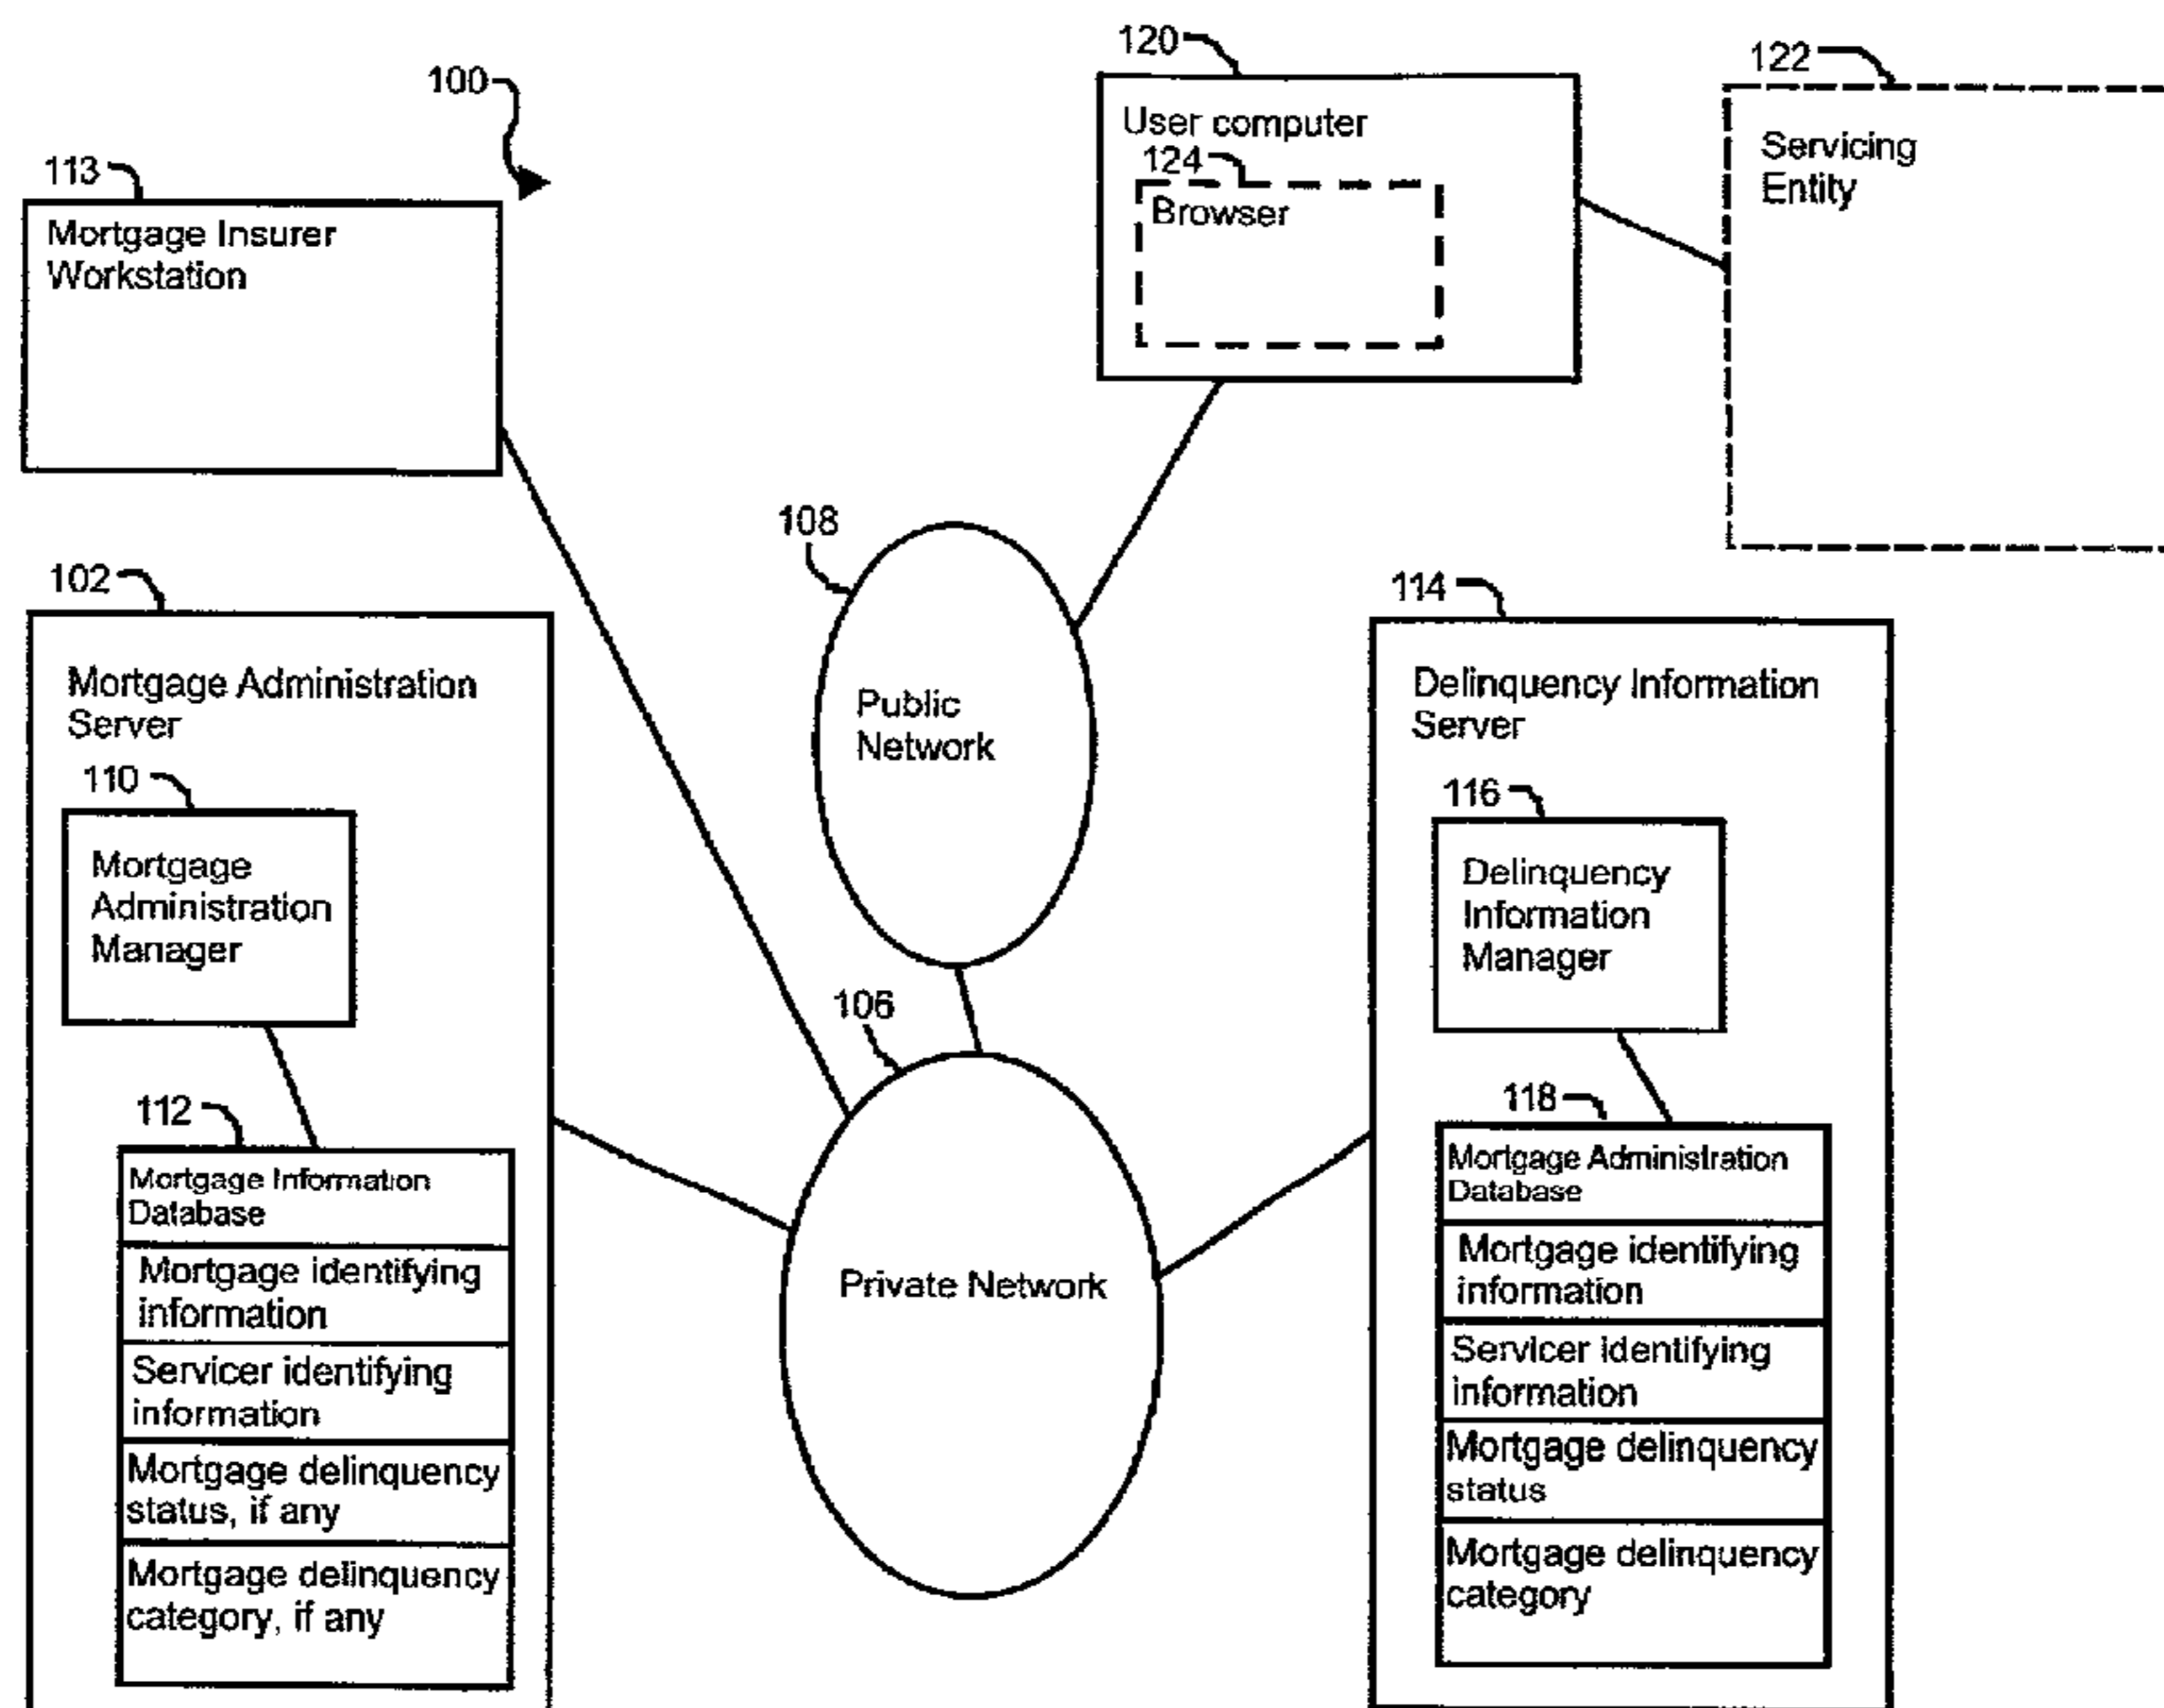 100
113
Mortgage Insurer
Workstation
120
User computer
124
Browser
122
Servicing
Entity
108
Public
Network
102
Mortgage Administration
Server
110
Mortgage
Administration
Manager
112
Mortgage Information
Database
Mortgage identifying
information
Servicer identifying
information
Mortgage delinquency
status, if any
Mortgage delinquency
category, if any
106
Private Network
114
Delinquency Information
Server
116
Delinquency
Information
Manager
118
Mortgage Administration
Database
Mortgage identifying
information
Servicer identifying
information
Mortgage delinquency
status
Mortgage delinquency
category